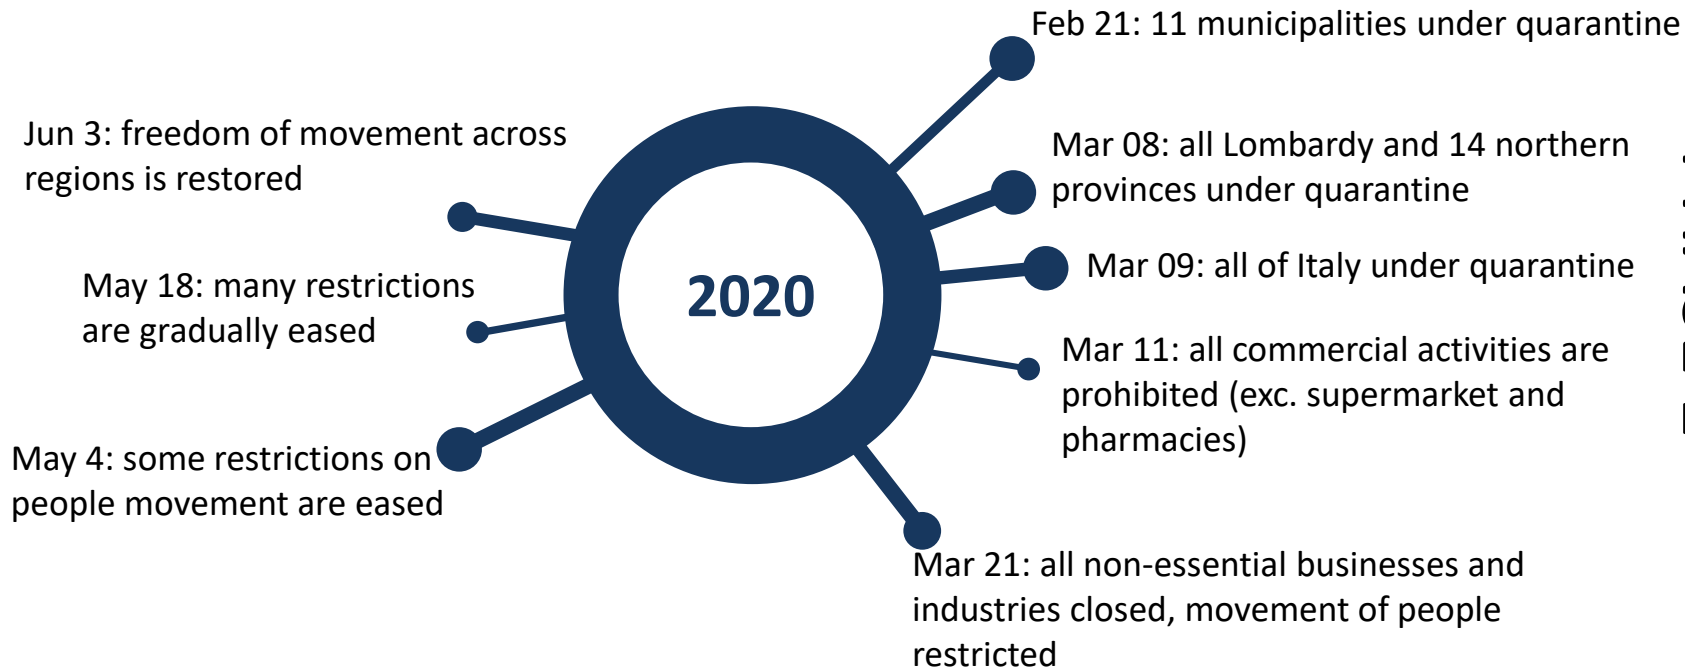 Feb 21: 11 municipalities under quarantine
Mar 08: all Lombardy and 14 northern
provinces under quarantine
Mar 09: all of Italy under quarantine
Mar 11: all commercial activities are
prohibited (exc. supermarket and
pharmacies)
Mar 21: all non-essential businesses and
industries closed, movement of people
restricted
May 4: some restrictions on
people movement are eased
May 18: many restrictions
are gradually eased
Jun 3: freedom of movement across
regions is restored
2020